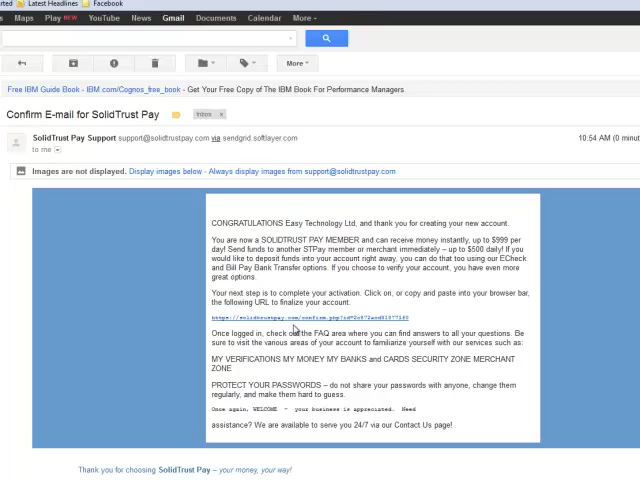 rted Latest Headlines Facebook
s Maps Play NEW YouTube News Gmail Documents Calendar More
More
Free IBM Guide Book - IBM.com/Cognos_free_book - Get Your Free Copy of The IBM Book For Performance Managers.
Confirm E-mail for SolidTrust Pay Inbox x
SolidTrust Pay Support support@solidtrustpay.com via sendgrid.softlayer.com 10:54 AM (0 minut
to me
Images are not displayed. Display images below - Always display images from support@solidtrustpay.com
CONGRATULATIONS Easy Technology Ltd, and thank you for creating your new account.
You are now a SOLIDTRUST PAY MEMBER and can receive money instantly, up to $999 per
day! Send funds to another STPay member or merchant immediately – up to $500 daily! If you
would like to deposit funds into your account right away, you can do that too using our ECheck
and Bill Pay Bank Transfer options. If you choose to verify your account, you have even more
great options.
Your next step is to complete your activation. Click on, or copy and paste into your browser bar,
the following URL to finalize your account.
Once logged in, check out the FAQ area where you can find answers to all your questions. Be
sure to visit the various areas of your account to familiarize yourself with our services such as:
MY VERIFICATIONS MY MONEY MY BANKS and CARDS SECURITY ZONE MERCHANT
ZONE
PROTECT YOUR PASSWORDS – do not share your passwords with anyone, change them
regularly, and make them hard to guess.
Once again, WELCOME - your business is appreciated. Need
assistance? We are available to serve you 24/7 via our Contact Us page!
Thank you for choosing SolidTrust Pay – your money, your way!